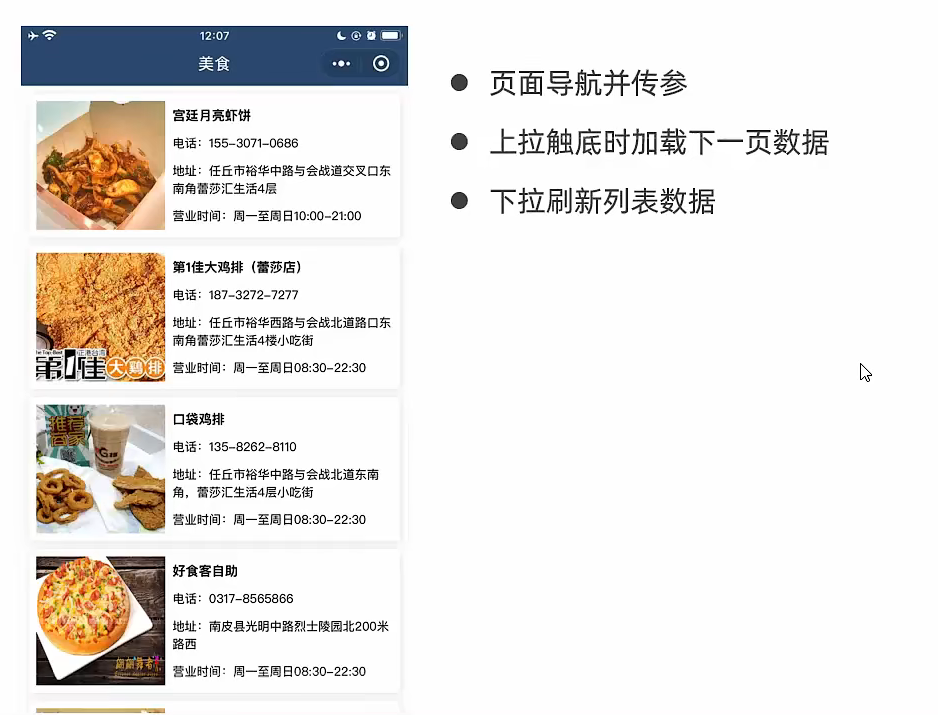 12:07
美食
宫廷月亮虾饼
电话：155-3071-0686
地址：任丘市裕华中路与会战道交叉口东
南角蕾莎汇生活4层
营业时间：周一至周日10:00-21:00
第1佳大鸡排（蕾莎店）
电话：187-3272-7277
地址：任丘市裕华西路与会战北道路口东
南角蕾莎汇生活4楼小吃街
营业时间：周一至周日08:30-22:30
第1佳
大鷄排
口袋鸡排
电话：135-8262-8110
地址：任丘市裕华中路与会战北道东南
角，蕾莎汇生活4层小吃街
营业时间：周一至周日08:30-22:30
推荐
商家
好食客自助
电话：0317-8565866
地址：南皮县光明中路烈士陵园北200米
路西
营业时间：周一至周日08:30-22:30
● 页面导航并传参
● 上拉触底时加载下一页数据
● 下拉刷新列表数据